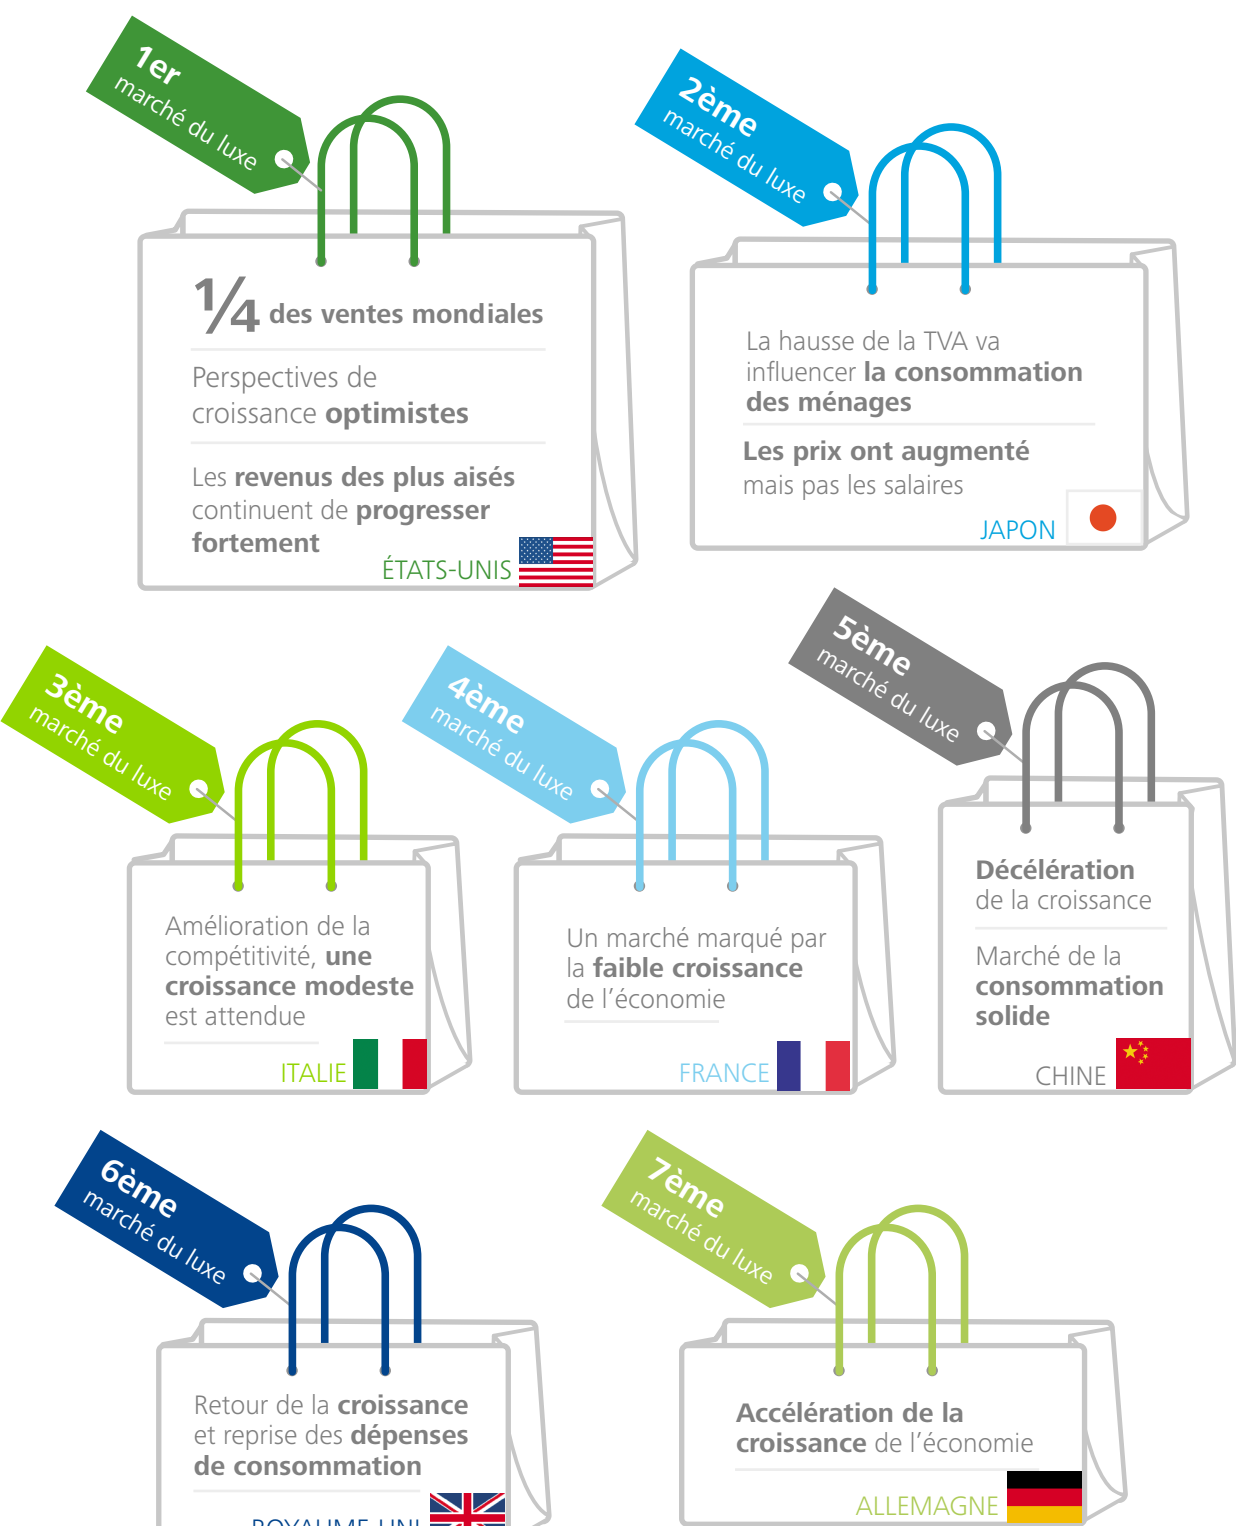 1er
marché du luxe
¼ des ventes mondiales
Perspectives de
croissance optimistes
Les revenus des plus aisés
continuent de progresser
fortement
ÉTATS-UNIS
2ème
marché du luxe
La hausse de la TVA va
influencer la consommation
des ménages
Les prix ont augmenté
mais pas les salaires
JAPON
3ème
marché du luxe
Amélioration de la
compétitivité, une
croissance modeste
est attendue
ITALIE
4ème
marché du luxe
Un marché marqué par
la faible croissance
de l'économie
FRANCE
5ème
marché du luxe
Décélération
de la croissance
Marché de la
consommation
solide
CHINE
6ème
marché du luxe
Retour de la croissance
et reprise des dépenses
de consommation
ROYAUME-UNI
7ème
marché du luxe
Accélération de la
croissance de l'économie
ALLEMAGNE